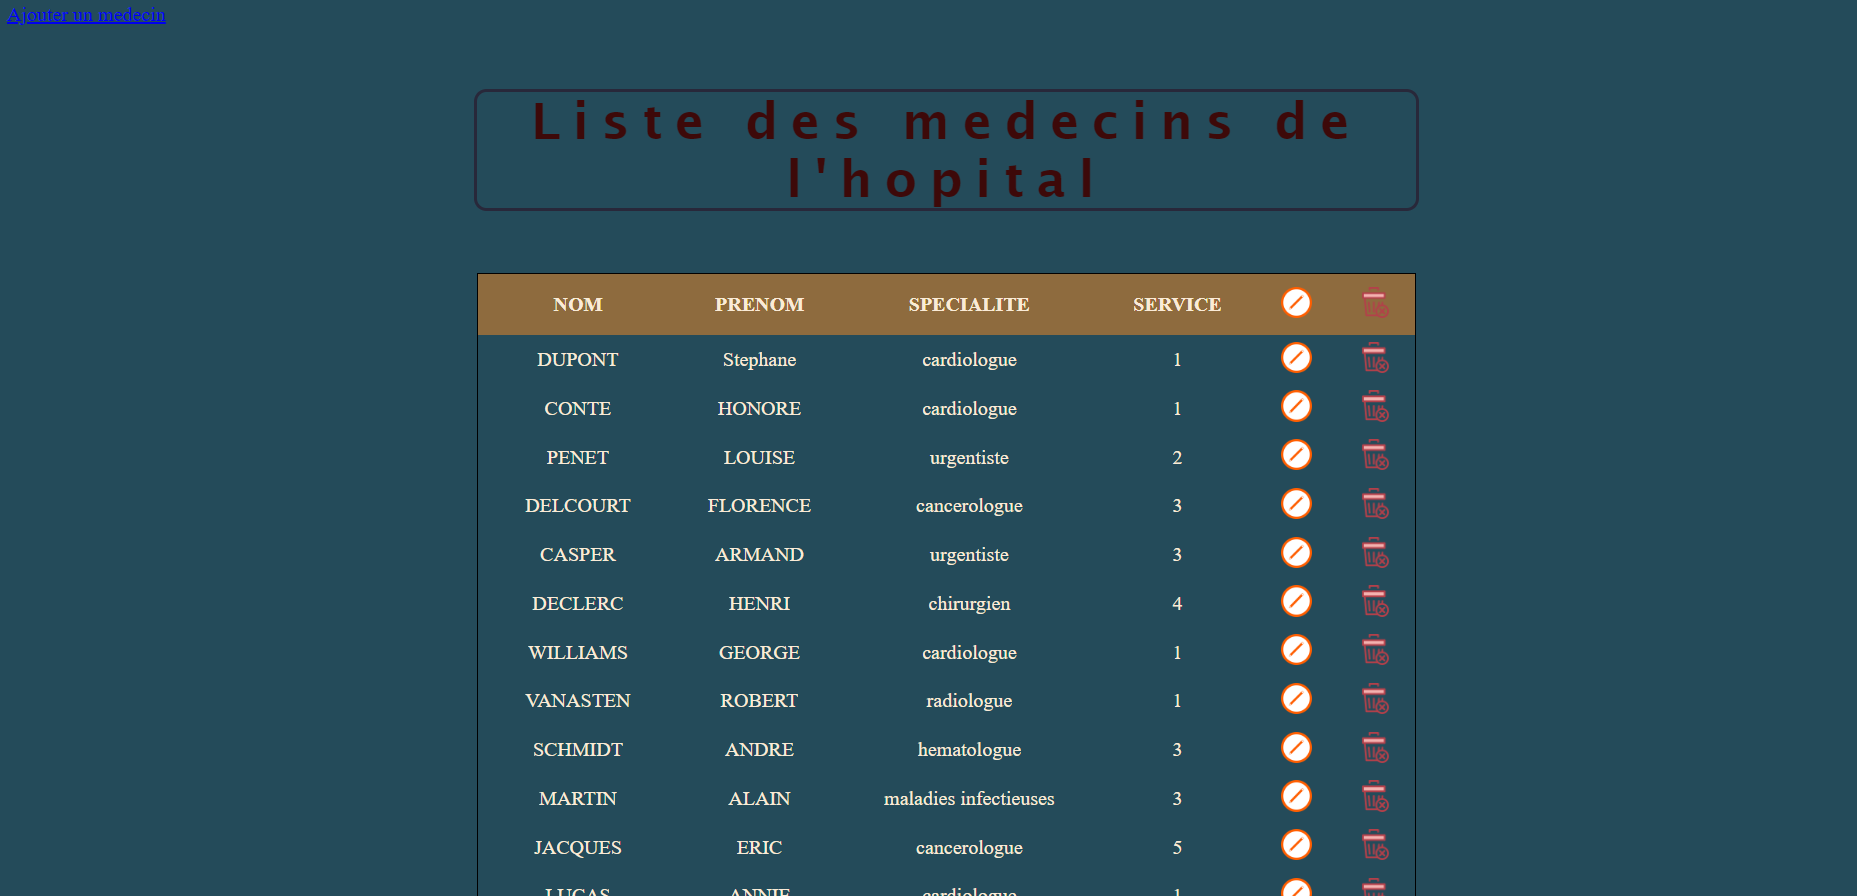 Ajouter un medecin
Liste des medecins de
l'hopital
NOM PRENOM SPECIALITE SERVICE
DUPONT Stephane cardiologue 1
CONTE HONORE cardiologue 1
PENET LOUISE urgentiste 2
DELCOURT FLORENCE cancerologue 3
CASPER ARMAND urgentiste 3
DECLERC HENRI chirurgien 4
WILLIAMS GEORGE cardiologue 1
VANASTEN ROBERT radiologue 1
SCHMIDT ANDRE hematologue 3
MARTIN ALAIN maladies infectieuses 3
JACQUES ERIC cancerologue 5
LUCAS ANNIE cardiologue 1